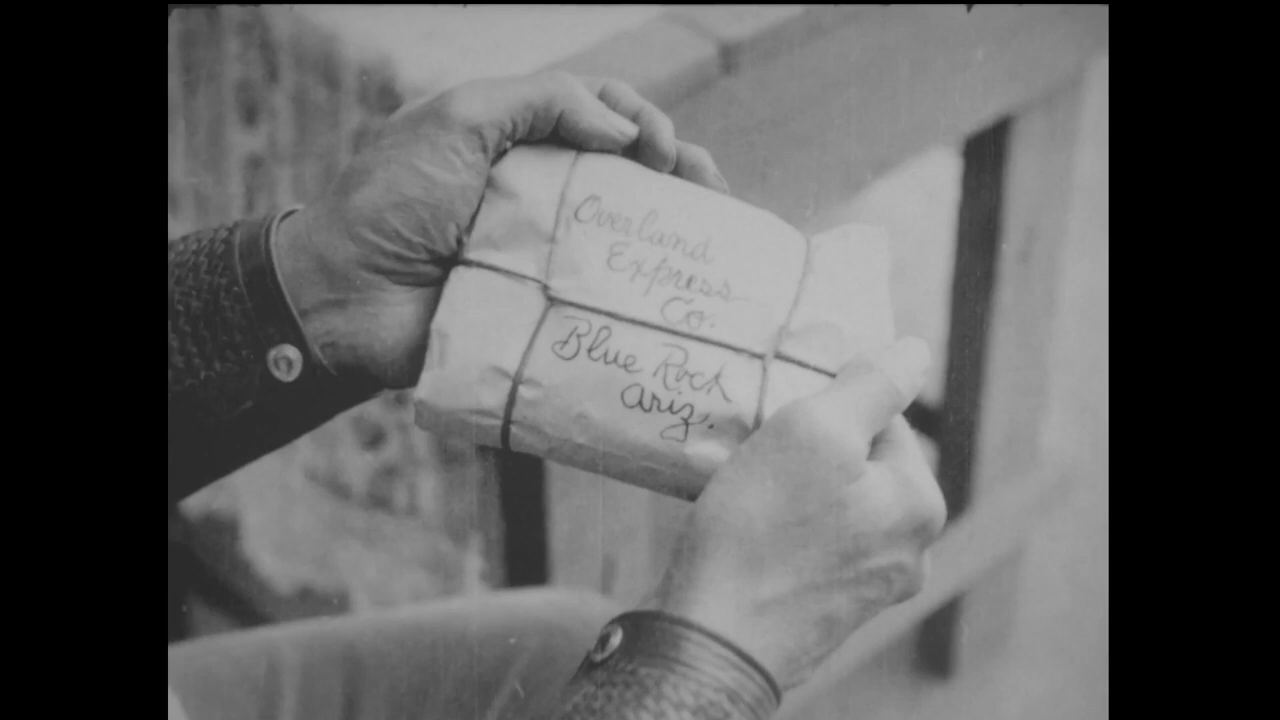 Overland
Express
Co.
Blue Rock
Ariz.